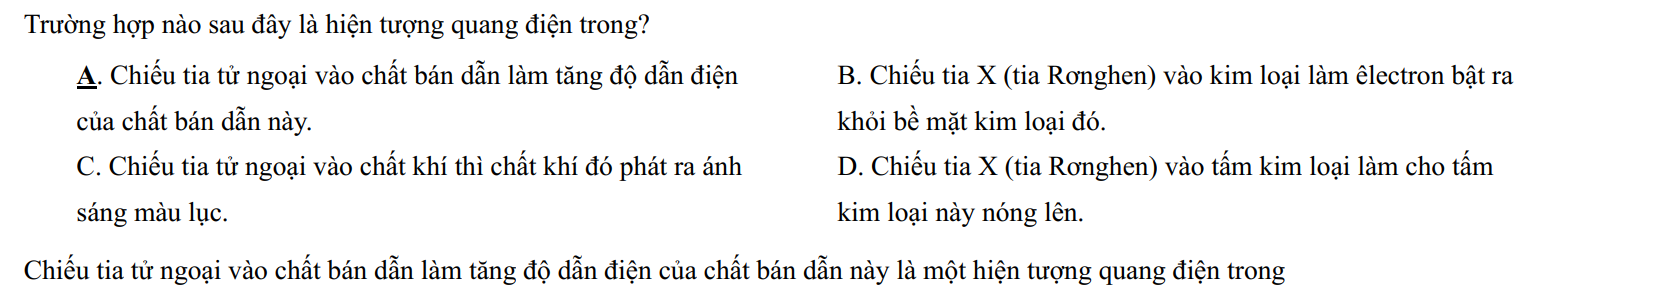 Trường hợp nào sau đây là hiện tượng quang điện trong?
A. Chiếu tia tử ngoại vào chất bán dẫn làm tăng độ dẫn điện
của chất bán dẫn này.
B. Chiếu tia X (tia Rơnghen) vào kim loại làm êlectron bật ra
khỏi bề mặt kim loại đó.
C. Chiếu tia tử ngoại vào chất khí thì chất khí đó phát ra ánh
sáng màu lục.
D. Chiếu tia X (tia Rơnghen) vào tấm kim loại làm cho tấm
kim loại này nóng lên.
Chiếu tia tử ngoại vào chất bán dẫn làm tăng độ dẫn điện của chất bán dẫn này là một hiện tượng quang điện trong